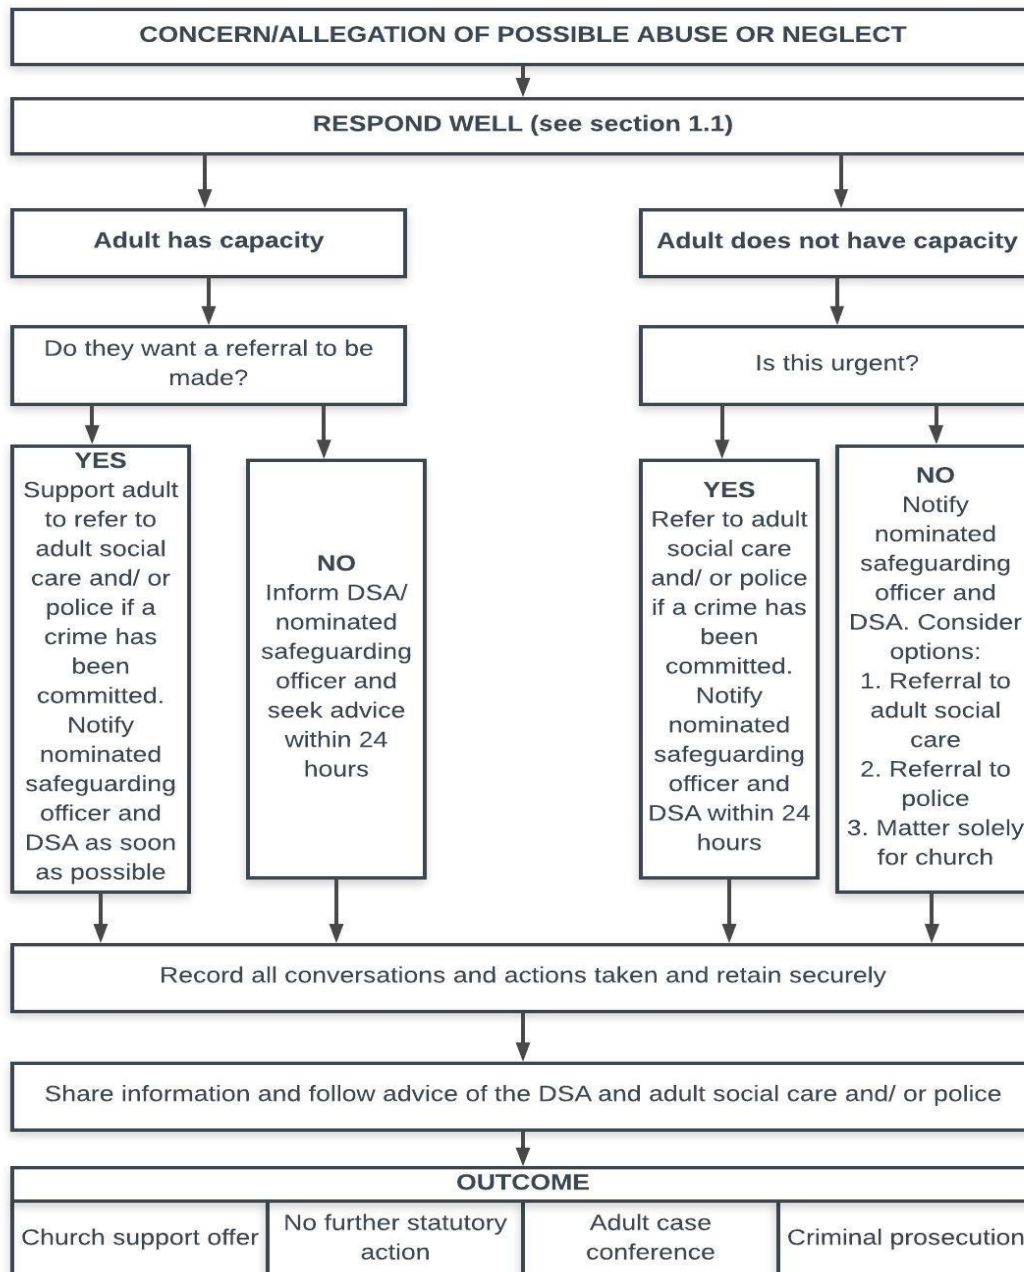 CONCERN/ALLEGATION OF POSSIBLE ABUSE OR NEGLECT
RESPOND WELL (see section 1.1)
Adult has capacity
Adult does not have capacity
Do they want a referral to be
made?
Is this urgent?
YES
Support adult
to refer to
adult social
care and/ or
police if a
crime has
been
committed.
Notify
nominated
safeguarding
officer and
DSA as soon
as possible
NO
Inform DSA/
nominated
safeguarding
officer and
seek advice
within 24
hours
YES
Refer to adult
social care
and/ or police
if a crime has
been
committed.
Notify
nominated
safeguarding
officer and
DSA within 24
hours
NO
Notify
nominated
safeguarding
officer and
DSA. Consider
options:
1. Referral to
adult social
care
2. Referral to
police
3. Matter solely
for church
Record all conversations and actions taken and retain securely
Share information and follow advice of the DSA and adult social care and/ or police
OUTCOME
Church support offer
No further statutory
action
Adult case
conference
Criminal prosecution